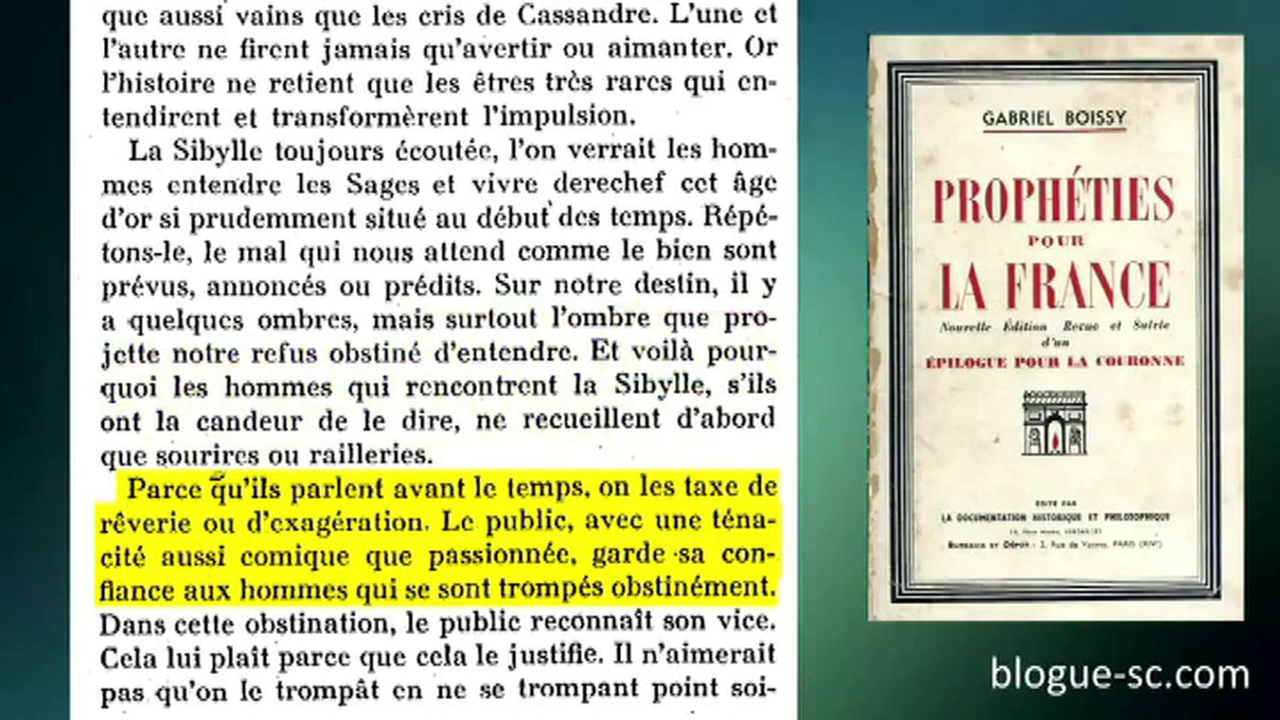 que aussi vains que les cris de Cassandre. L'une et
l'autre ne firent jamais qu'avertir ou aimanter. Or
l'histoire ne retient que les êtres très rares qui en-
tendirent et transformèrent l'impulsion.
La Sibylle toujours écoutée, l'on verrait les hom-
mes entendre les Sages et vivre derechef cet âge
d'or si prudemment situé au début des temps. Répé-
tons-le, le mal qui nous attend comme le bien sont
prévus, annoncés ou prédits. Sur notre destin, il y
a quelques ombres, mais surtout l'ombre que pro-
jette notre refus obstiné d'entendre. Et voilà pour-
quoi les hommes qui rencontrent la Sibylle, s'ils
ont la candeur de le dire, ne recueillent d'abord
que sourires ou railleries.
Parce qu'ils parlent avant le temps, on les taxe de
rêverie ou d'exagération. Le public, avec une téna-
cité aussi comique que passionnée, garde sa con-
fiance aux hommes qui se sont trompés obstinément.
Dans cette obstination, le public reconnaît son vice.
Cela lui plaît parce que cela le justifie. Il n'aimerait
pas qu'on le trompât en ne se trompant point soi-
GABRIEL BOISSY
PROPHÉTIES
POUR
LA FRANCE
Nouvelle Édition Revue et Suivie
d'un
ÉPILOGUE POUR LA COURONNE
ÉDITÉ PAR
LA DOCUMENTATION HISTORIQUE ET PHILOSOPHIQUE
BUREAUX ET DÉPÔT : 2, Rue de Vanves, PARIS (XIVᵉ)
blogue-sc.com